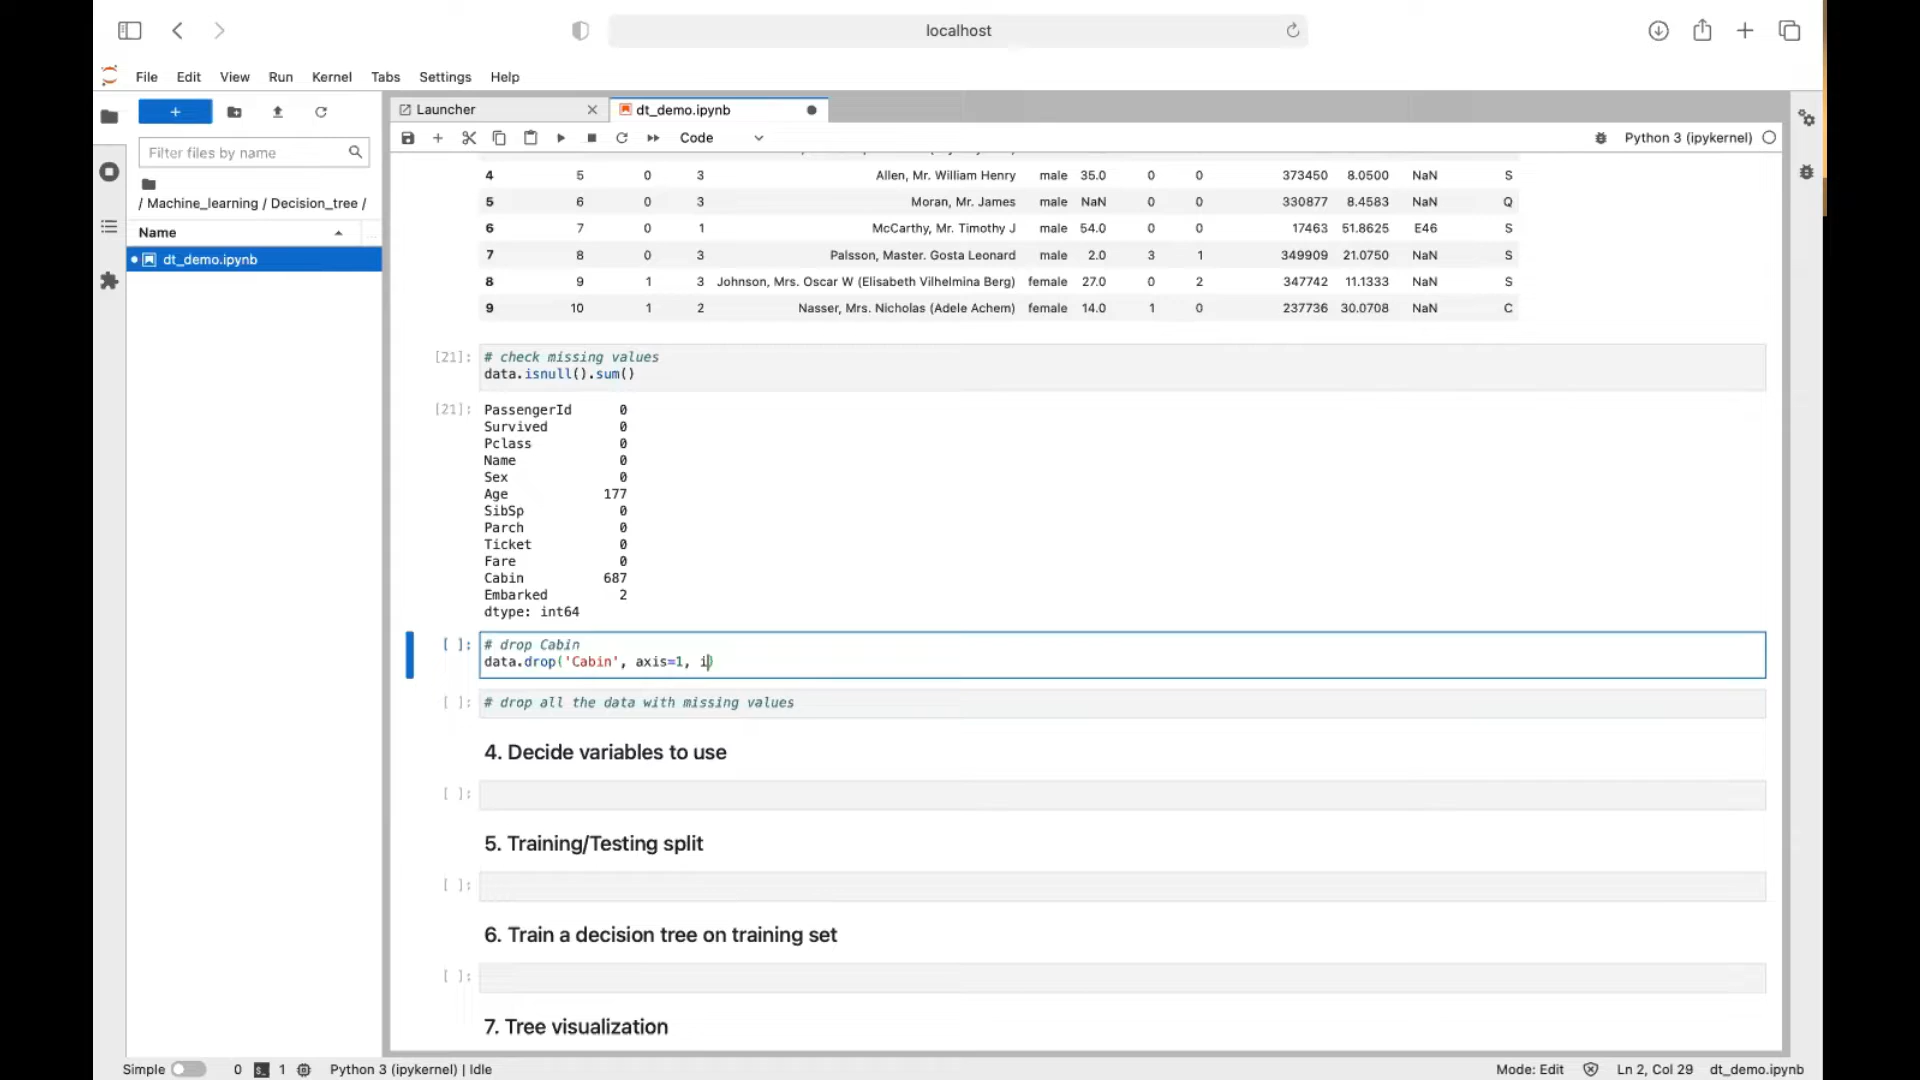 localhost
File Edit View Run Kernel Tabs Settings Help
+
Launcher
dt_demo.ipynb
Code
Python 3 (ipykernel)
Filter files by name
/ Machine_learning / Decision_tree /
Name
dt_demo.ipynb
4 5 0 3 Allen, Mr. William Henry male 35.0 0 0 373450 8.0500 NaN S
5 6 0 3 Moran, Mr. James male NaN 0 0 330877 8.4583 NaN Q
6 7 0 1 McCarthy, Mr. Timothy J male 54.0 0 0 17463 51.8625 E46 S
7 8 0 3 Palsson, Master. Gosta Leonard male 2.0 3 1 349909 21.0750 NaN S
8 9 1 3 Johnson, Mrs. Oscar W (Elisabeth Vilhelmina Berg) female 27.0 0 2 347742 11.1333 NaN S
9 10 1 2 Nasser, Mrs. Nicholas (Adele Achem) female 14.0 1 0 237736 30.0708 NaN C
[21]: # check missing values
data.isnull().sum()
[21]: PassengerId 0
Survived 0
Pclass 0
Name 0
Sex 0
Age 177
SibSp 0
Parch 0
Ticket 0
Fare 0
Cabin 687
Embarked 2
dtype: int64
[ ]: # drop Cabin
data.drop('Cabin', axis=1, i)
[ ]: # drop all the data with missing values
4. Decide variables to use
[ ]:
5. Training/Testing split
[ ]:
6. Train a decision tree on training set
[ ]:
7. Tree visualization
Simple 0 1 Python 3 (ipykernel) | Idle
Mode: Edit Ln 2, Col 29 dt_demo.ipynb